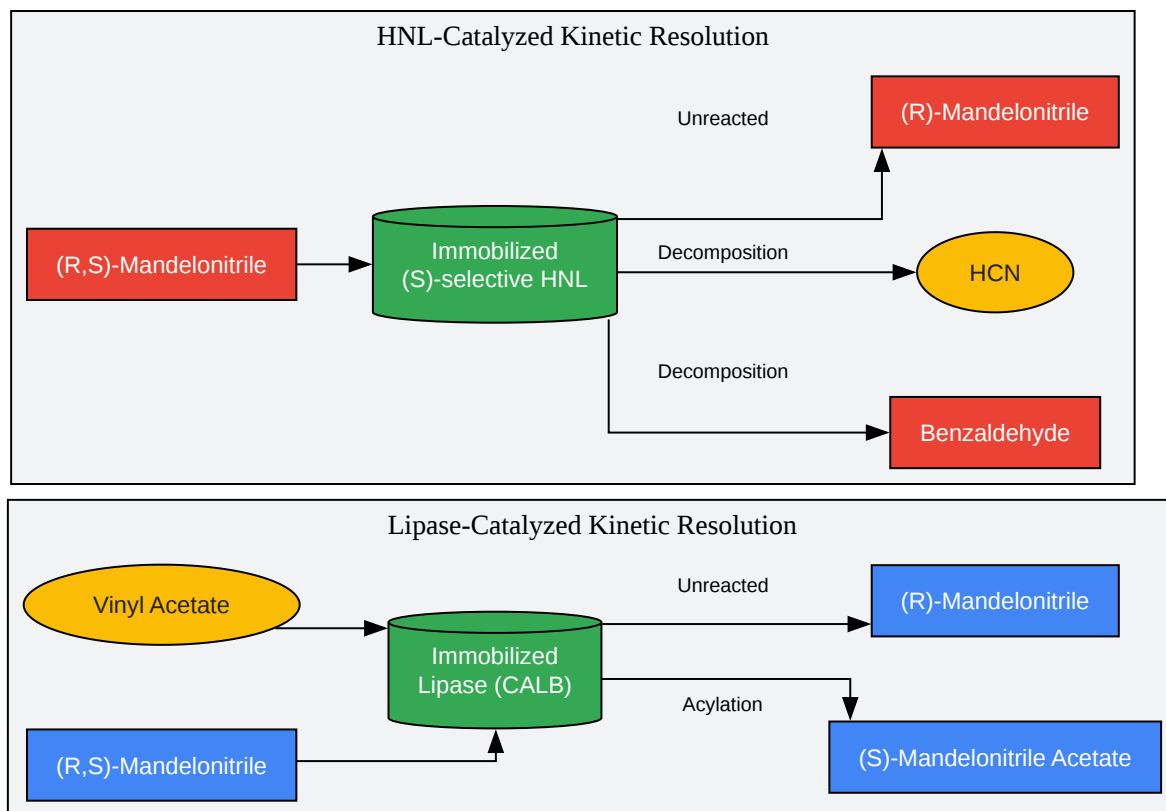 HNL-Catalyzed Kinetic Resolution
Unreacted
(R)-Mandelonitrile
(R,S)-Mandelonitrile
Immobilized
(S)-selective HNL
Decomposition
HCN
Decomposition
Benzaldehyde
Lipase-Catalyzed Kinetic Resolution
Vinyl Acetate
Unreacted
(R)-Mandelonitrile
Immobilized
Lipase (CALB)
Acylation
(R,S)-Mandelonitrile
(S)-Mandelonitrile Acetate